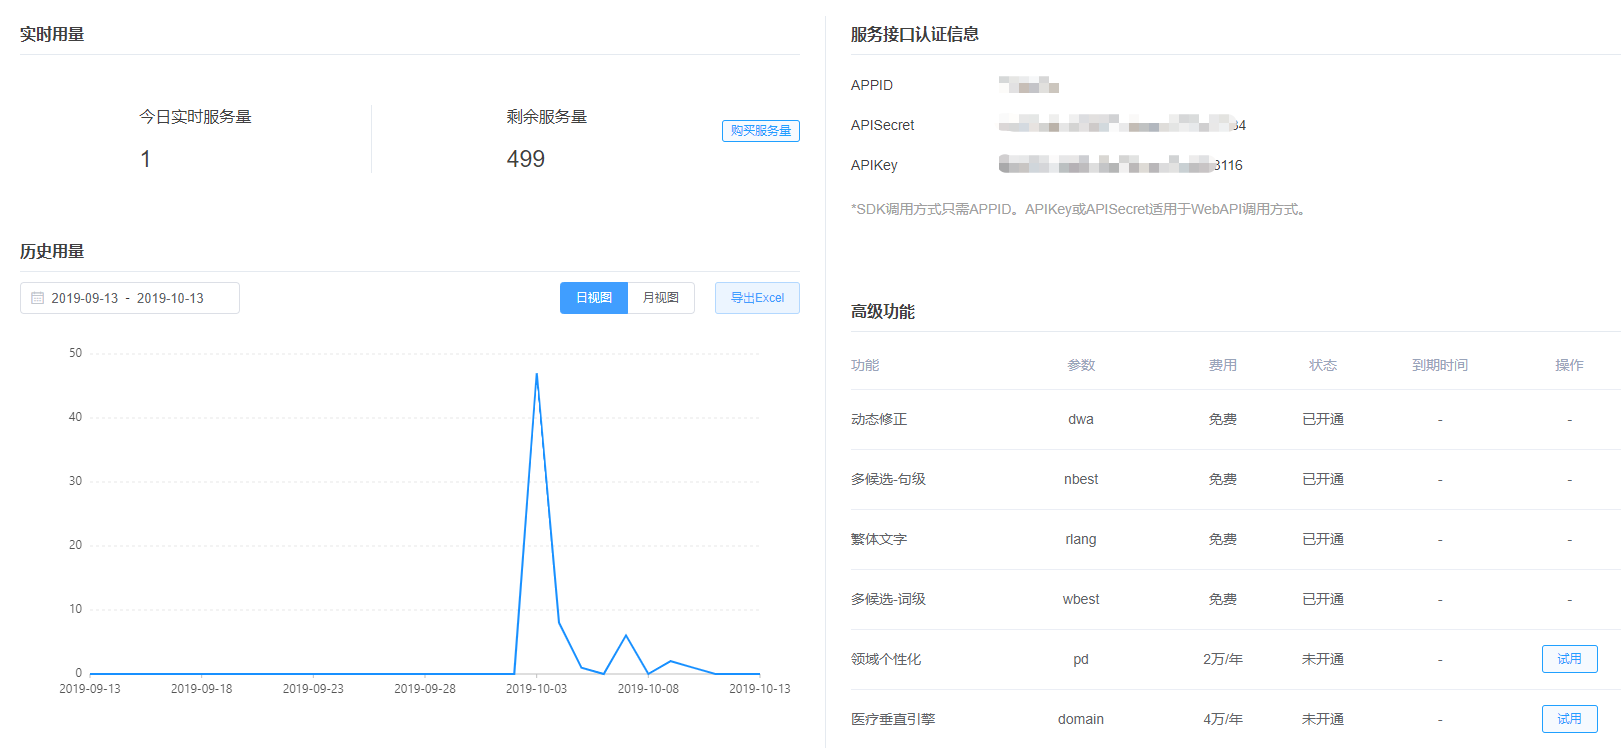 实时用量
今日实时服务量
1
剩余服务量
499
购买服务量
历史用量
2019-09-13 - 2019-10-13
日视图 月视图 导出Excel
50
40
30
20
10
0
2019-09-13 2019-09-18 2019-09-23 2019-09-28 2019-10-03 2019-10-08 2019-10-13
服务接口认证信息
APPID
APISecret 34
APIKey 3116
*SDK调用方式只需APPID。APIKey或APISecret适用于WebAPI调用方式。
高级功能
功能 参数 费用 状态 到期时间 操作
动态修正 dwa 免费 已开通 - -
多候选-句级 nbest 免费 已开通 - -
繁体文字 rlang 免费 已开通 - -
多候选-词级 wbest 免费 已开通 - -
领域个性化 pd 2万/年 未开通 - 试用
医疗垂直引擎 domain 4万/年 未开通 - 试用